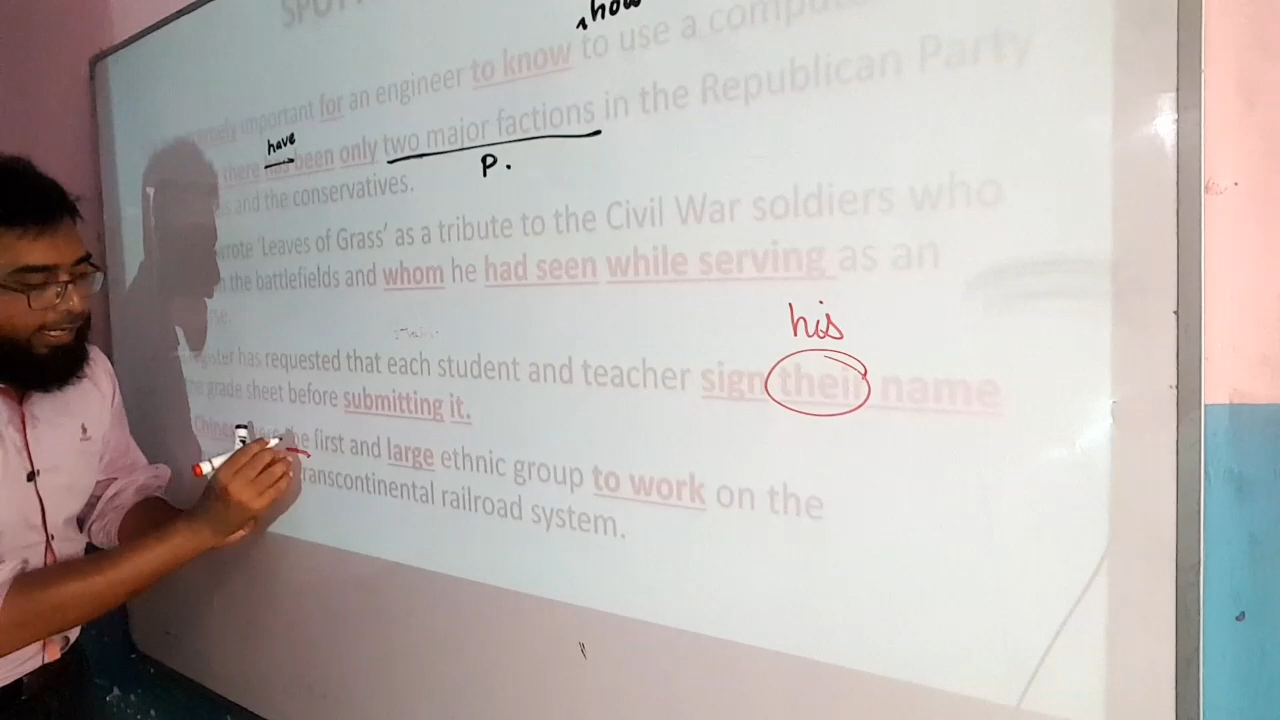 how
important for an engineer to know to use a
have
there has been only two major factions in the Republican Party
P.
and the conservatives.
wrote 'Leaves of Grass' as a tribute to the Civil War soldiers who
the battlefields and whom he had seen while serving as an
his
has requested that each student and teacher sign their name
grade sheet before submitting it.
the first and large ethnic group to work on the
transcontinental railroad system.